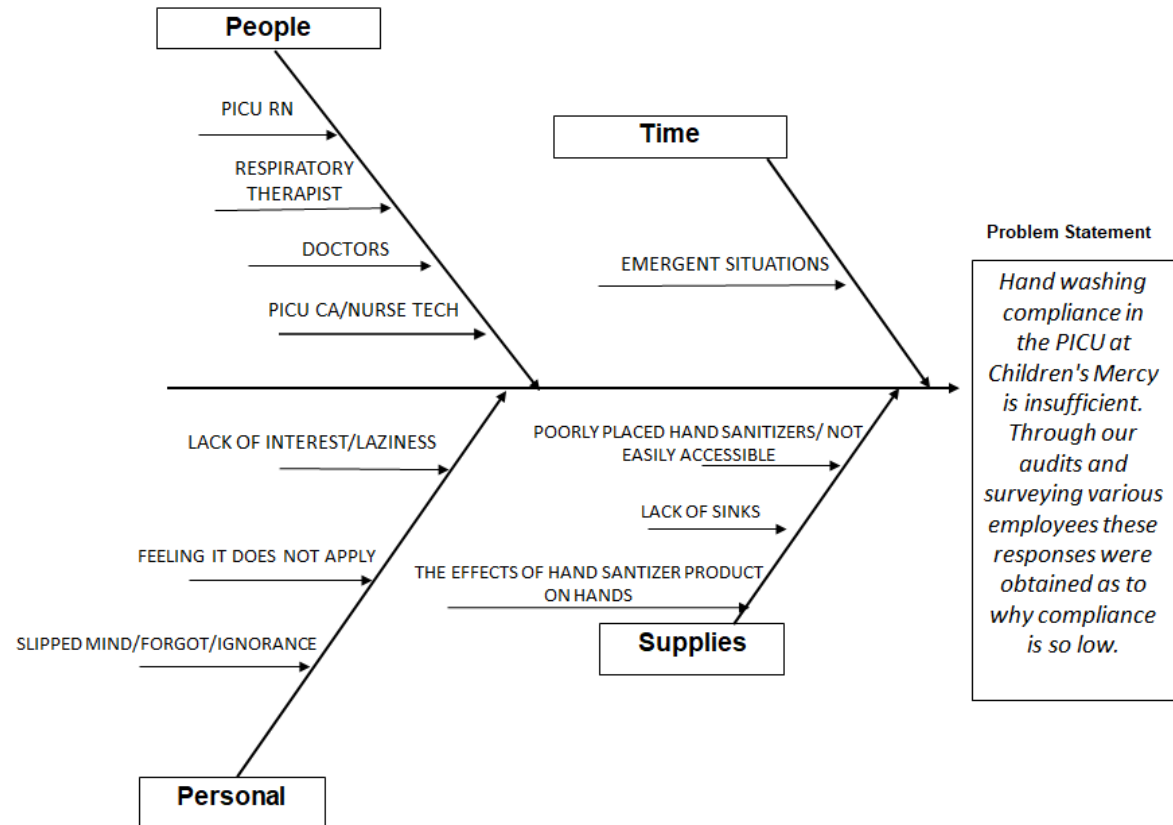 People
PICU RN
RESPIRATORY
THERAPIST
DOCTORS
PICU CA/NURSE TECH
Time
EMERGENT SITUATIONS
Problem Statement
Hand washing
compliance in
the PICU at
Children's Mercy
is insufficient.
Through our
audits and
surveying various
employees these
responses were
obtained as to
why compliance
is so low.
LACK OF INTEREST/LAZINESS
FEELING IT DOES NOT APPLY
SLIPPED MIND/FORGOT/IGNORANCE
Personal
POORLY PLACED HAND SANITIZERS/ NOT
EASILY ACCESSIBLE
LACK OF SINKS
THE EFFECTS OF HAND SANTIZER PRODUCT
ON HANDS
Supplies